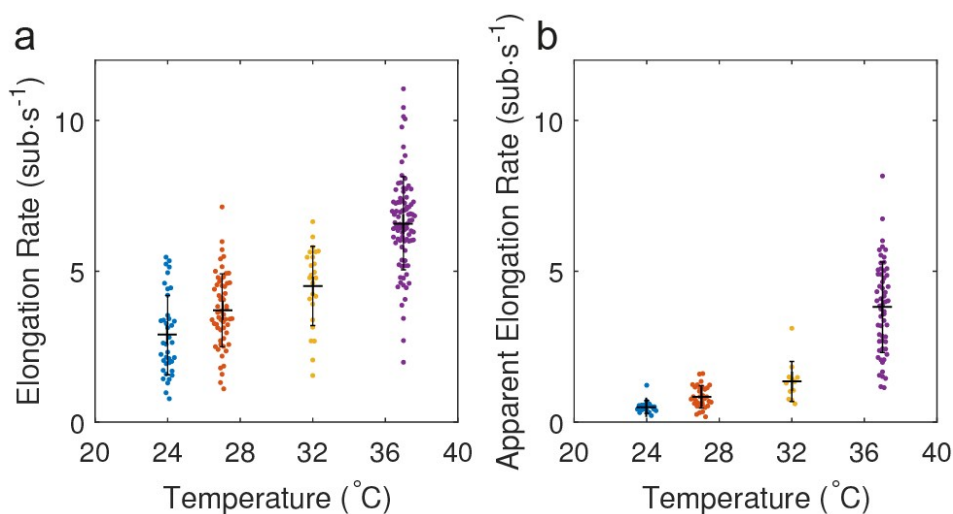 a
Elongation Rate (sub·s⁻¹)
10
5
0
20 24 28 32 36 40
Temperature (°C)
b
Apparent Elongation Rate (sub·s⁻¹)
10
5
0
20 24 28 32 36 40
Temperature (°C)